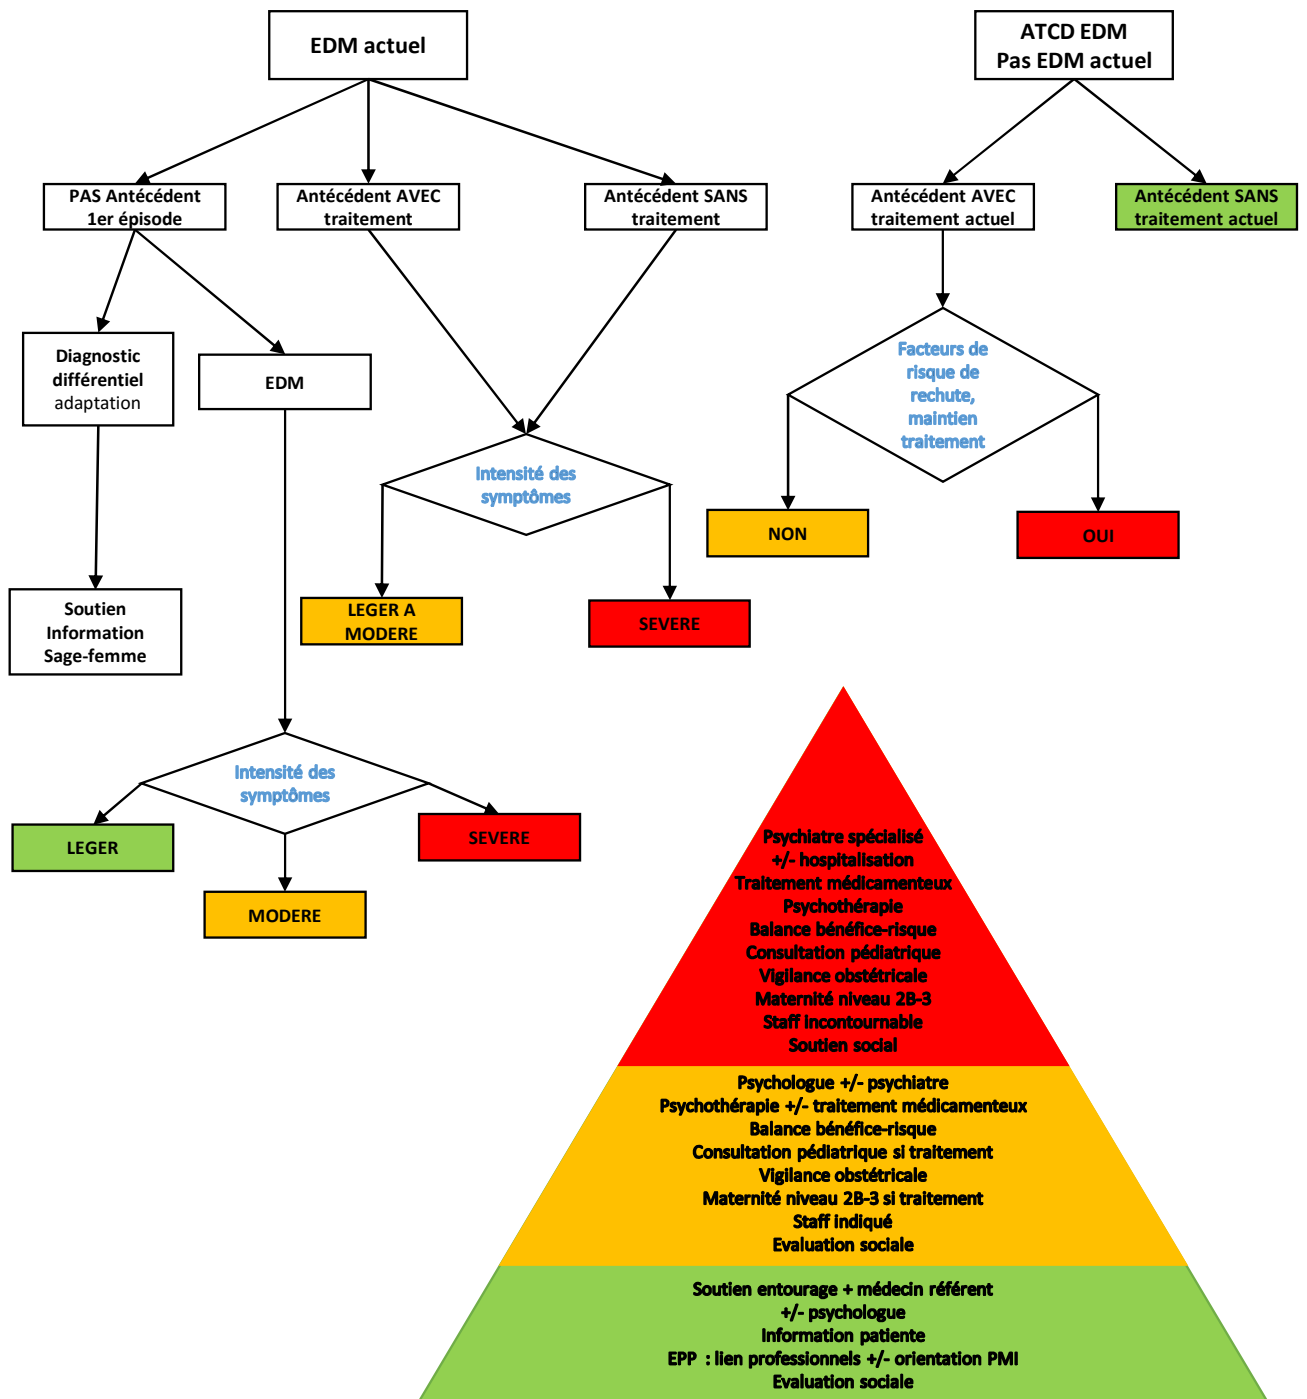 EDM actuel
ATCD EDM
Pas EDM actuel
PAS Antécédent
1er épisode
Antécédent AVEC
traitement
Antécédent SANS
traitement
Antécédent AVEC
traitement actuel
Antécédent SANS
traitement actuel
Diagnostic
différentiel
adaptation
EDM
Facteurs de
risque de
rechute,
maintien
traitement
Intensité des
symptômes
NON
OUI
Soutien
Information
Sage-femme
LEGER A
MODERE
SEVERE
Intensité des
symptômes
LEGER
SEVERE
MODERE
Psychiatre spécialisé
+/- hospitalisation
Traitement médicamenteux
Psychothérapie
Balance bénéfice-risque
Consultation pédiatrique
Vigilance obstétricale
Maternité niveau 2B-3
Staff incontournable
Soutien social
Psychologue +/- psychiatre
Psychothérapie +/- traitement médicamenteux
Balance bénéfice-risque
Consultation pédiatrique si traitement
Vigilance obstétricale
Maternité niveau 2B-3 si traitement
Staff indiqué
Evaluation sociale
Soutien entourage + médecin référent
+/- psychologue
Information patiente
EPP : lien professionnels +/- orientation PMI
Evaluation sociale